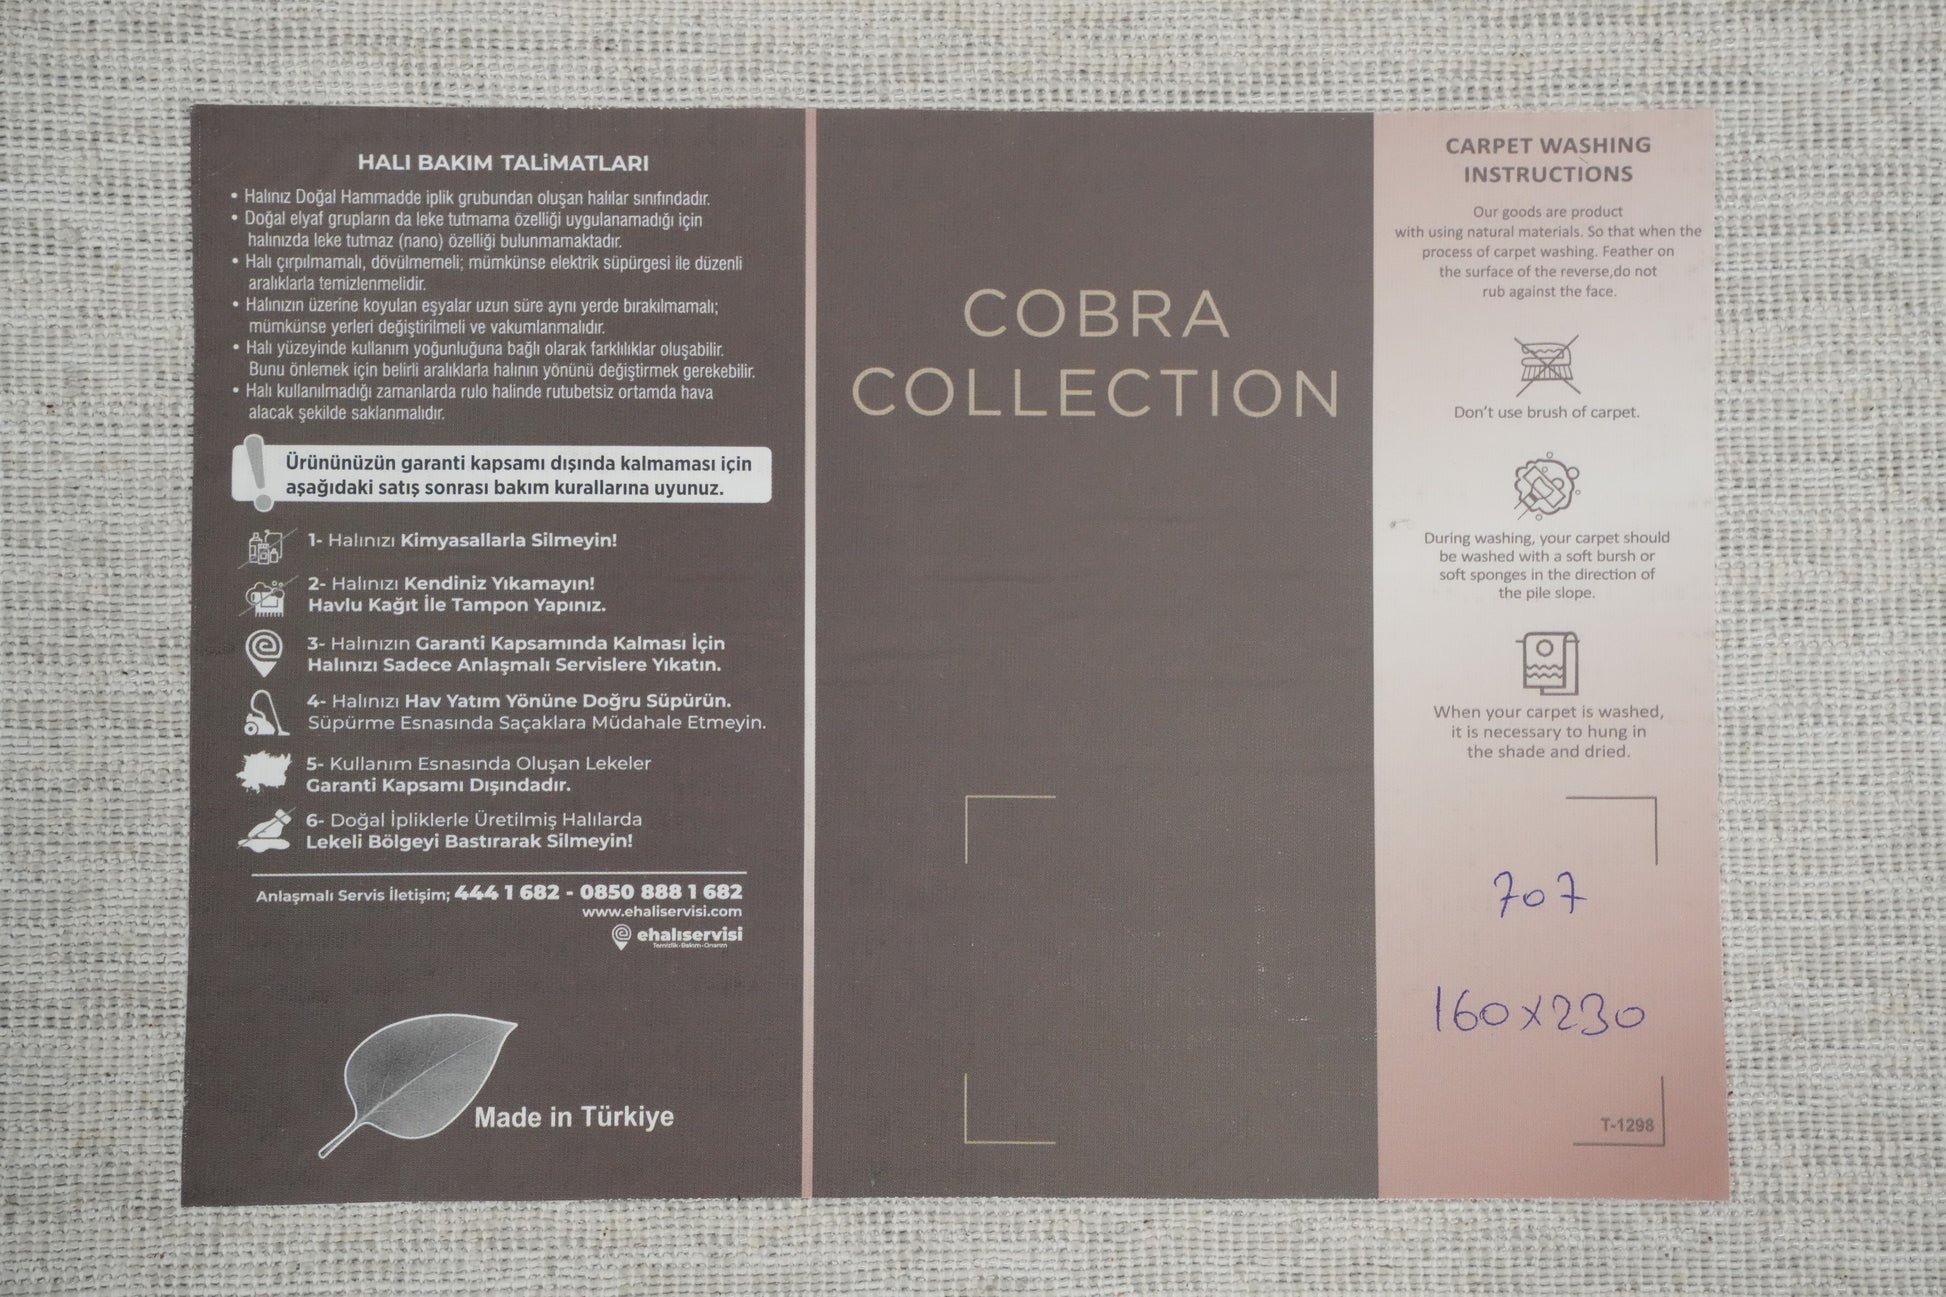 HALI BAKIM TALiMATLARI
• Halınız Doğal Hammadde iplik grubundan oluşan halılar sınıfındadır.
• Doğal elyaf grupların da leke tutmama özelliği uygulanamadığı için
halınızda leke tutmaz (nano) özelliği bulunmamaktadır.
• Halı çırpılmamalı, dövülmemeli; mümkünse elektrik süpürgesi ile düzenli
aralıklarla temizlenmelidir.
• Halınızın üzerine koyulan eşyalar uzun süre aynı yerde bırakılmamalı;
mümkünse yerleri değiştirilmeli ve vakumlanmalıdır.
• Halı yüzeyinde kullanım yoğunluğuna bağlı olarak farklılıklar oluşabilir.
Bunu önlemek için belirli aralıklarla halının yönünü değiştirmek gerekebilir.
• Halı kullanılmadığı zamanlarda rulo halinde rutubetsiz ortamda hava
alacak şekilde saklanmalıdır.
Ürününüzün garanti kapsamı dışında kalmaması için
aşağıdaki satış sonrası bakım kurallarına uyunuz.
1- Halınızı Kimyasallarla Silmeyin!
2- Halınızı Kendiniz Yıkamayın!
Havlu Kağıt İle Tampon Yapınız.
3- Halınızın Garanti Kapsamında Kalması İçin
Halınızı Sadece Anlaşmalı Servislere Yıkatın.
4- Halınızı Hav Yatım Yönüne Doğru Süpürün.
Süpürme Esnasında Saçaklara Müdahale Etmeyin.
5- Kullanım Esnasında Oluşan Lekeler
Garanti Kapsamı Dışındadır.
6- Doğal İpliklerle Üretilmiş Halılarda
Lekeli Bölgeyi Bastırarak Silmeyin!
Anlaşmalı Servis İletişim; 444 1 682 - 0850 888 1 682
www.ehaliservisi.com
ehalıservisi
Temizlik•Bakım•Onarım
Made in Türkiye
COBRA
COLLECTION
CARPET WASHING
INSTRUCTIONS
Our goods are product
with using natural materials. So that when the
process of carpet washing. Feather on
the surface of the reverse,do not
rub against the face.
Don't use brush of carpet.
During washing, your carpet should
be washed with a soft bursh or
soft sponges in the direction of
the pile slope.
When your carpet is washed,
it is necessary to hung in
the shade and dried.
707
160x230
T-1298